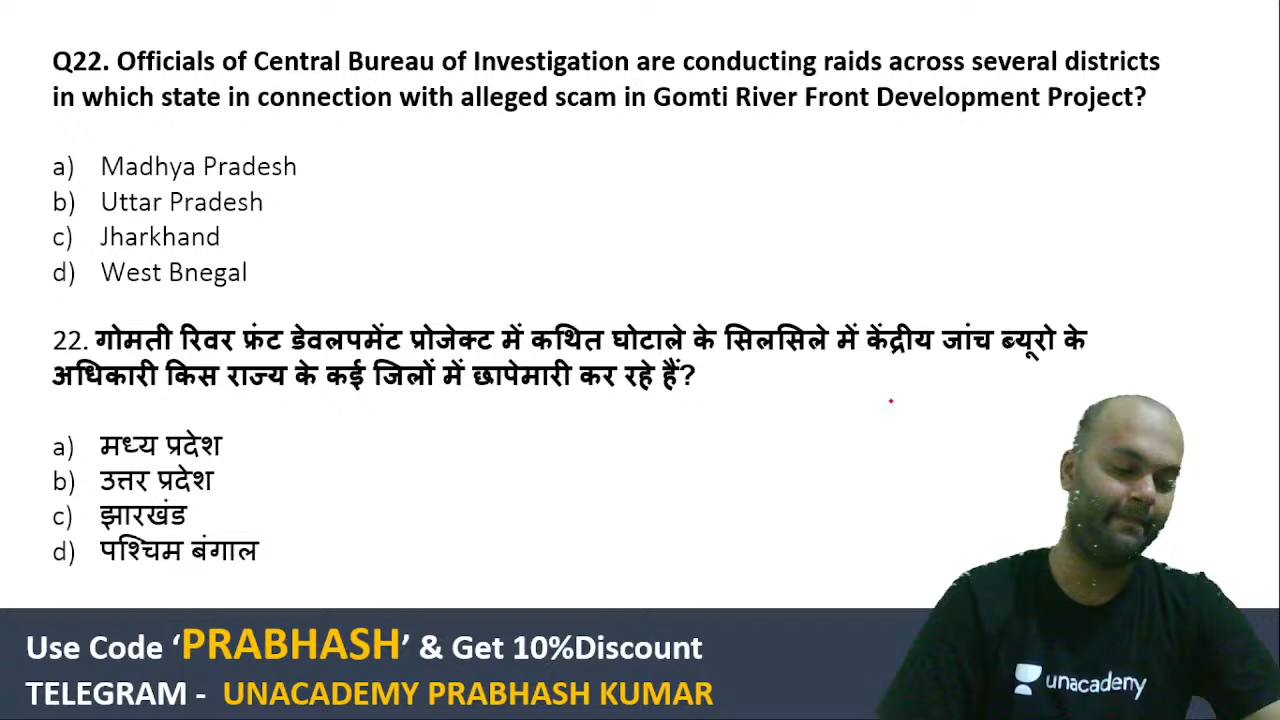 Q22. Officials of Central Bureau of Investigation are conducting raids across several districts
in which state in connection with alleged scam in Gomti River Front Development Project?
a) Madhya Pradesh
b) Uttar Pradesh
c) Jharkhand
d) West Bnegal
22. गोमती रिवर फ्रंट डेवलपमेंट प्रोजेक्ट में कथित घोटाले के सिलसिले में केंद्रीय जांच ब्यूरो के
अधिकारी किस राज्य के कई जिलों में छापेमारी कर रहे हैं?
a) मध्य प्रदेश
b) उत्तर प्रदेश
c) झारखंड
d) पश्चिम बंगाल
Use Code ‘PRABHASH’ & Get 10%Discount
TELEGRAM - UNACADEMY PRABHASH KUMAR
unacademy